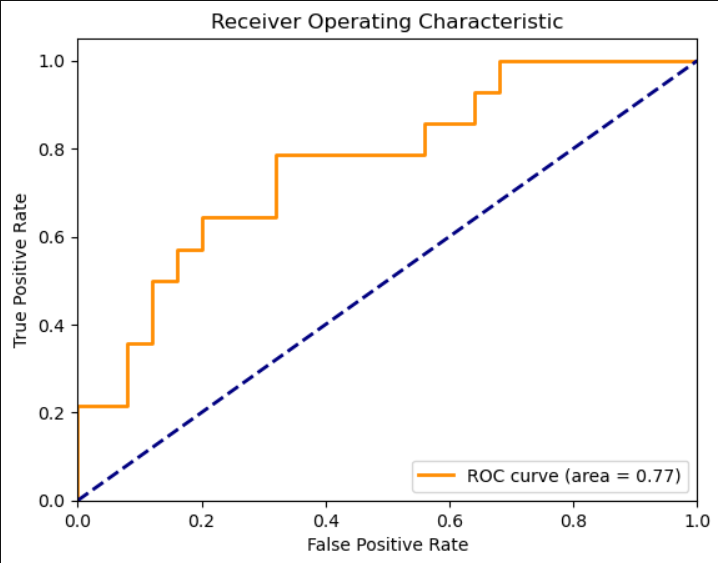 Receiver Operating Characteristic
1.0
0.8
0.6
0.4
0.2
0.0
True Positive Rate
ROC curve (area = 0.77)
0.0 0.2 0.4 0.6 0.8 1.0
False Positive Rate